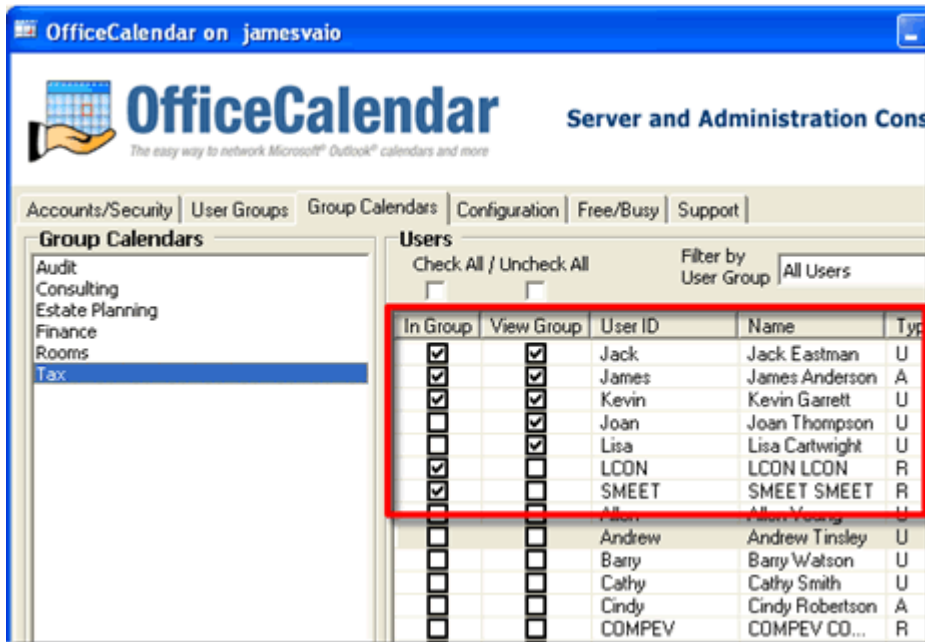 OfficeCalendar on jamesvaio
OfficeCalendar
The easy way to network Microsoft® Outlook® calendars and more
Server and Administration Cons
Accounts/Security User Groups Group Calendars Configuration Free/Busy Support
Group Calendars
Audit
Consulting
Estate Planning
Finance
Rooms
Tax
Users
Check All / Uncheck All
Filter by
User Group All Users
In Group View Group User ID Name Typ
Jack Jack Eastman U
James James Anderson A
Kevin Kevin Garrett U
Joan Joan Thompson U
Lisa Lisa Cartwright U
LCON LCON LCON R
SMEET SMEET SMEET R
Allen Allen Young U
Andrew Andrew Tinsley U
Barry Barry Watson U
Cathy Cathy Smith U
Cindy Cindy Robertson A
COMPEV COMPEV CO... R